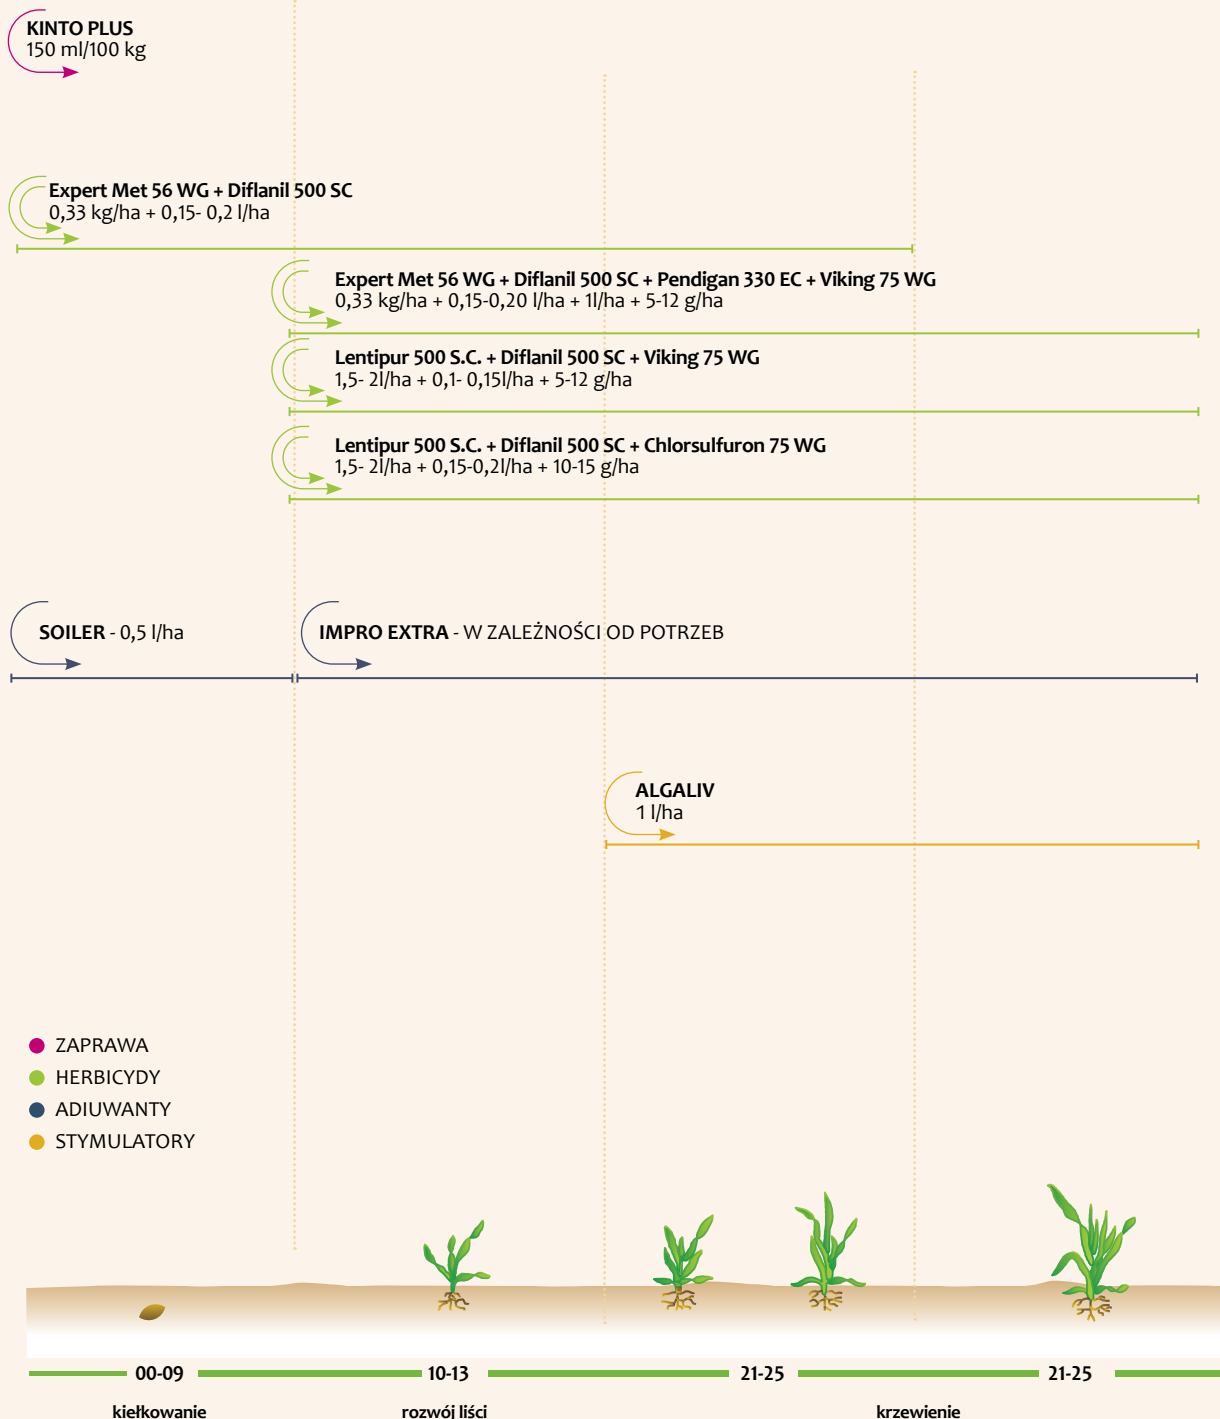 KINTO PLUS
150 ml/100 kg
Expert Met 56 WG + Diflanil 500 SC
0,33 kg/ha + 0,15- 0,2 l/ha
Expert Met 56 WG + Diflanil 500 SC + Pendigan 330 EC + Viking 75 WG
0,33 kg/ha + 0,15-0,20 l/ha + 1l/ha + 5-12 g/ha
Lentipur 500 S.C. + Diflanil 500 SC + Viking 75 WG
1,5- 2l/ha + 0,1- 0,15l/ha + 5-12 g/ha
Lentipur 500 S.C. + Diflanil 500 SC + Chlorsulfuron 75 WG
1,5- 2l/ha + 0,15-0,2l/ha + 10-15 g/ha
SOILER - 0,5 l/ha
IMPRO EXTRA - W ZALEŻNOŚCI OD POTRZEB
ALGALIV
1 l/ha
ZAPRAWA
HERBICYDY
ADIUWANTY
STYMULATORY
00-09 10-13 21-25 21-25
kiełkowanie rozwój liści krzewienie